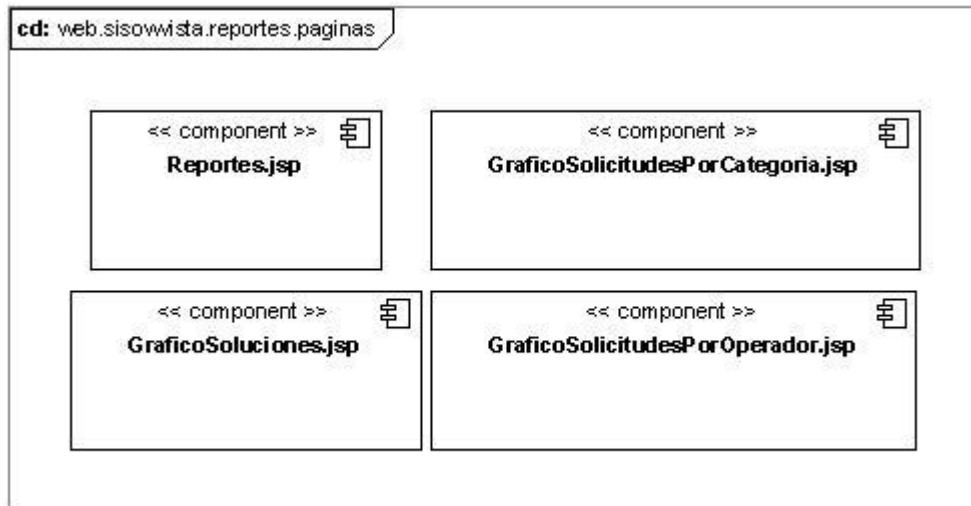 cd: web.sisowvista.reportes.paginas
<< component >>
Reportes.jsp
<< component >>
GraficoSolicitudesPorCategoria.jsp
<< component >>
GraficoSoluciones.jsp
<< component >>
GraficoSolicitudesPorOperador.jsp